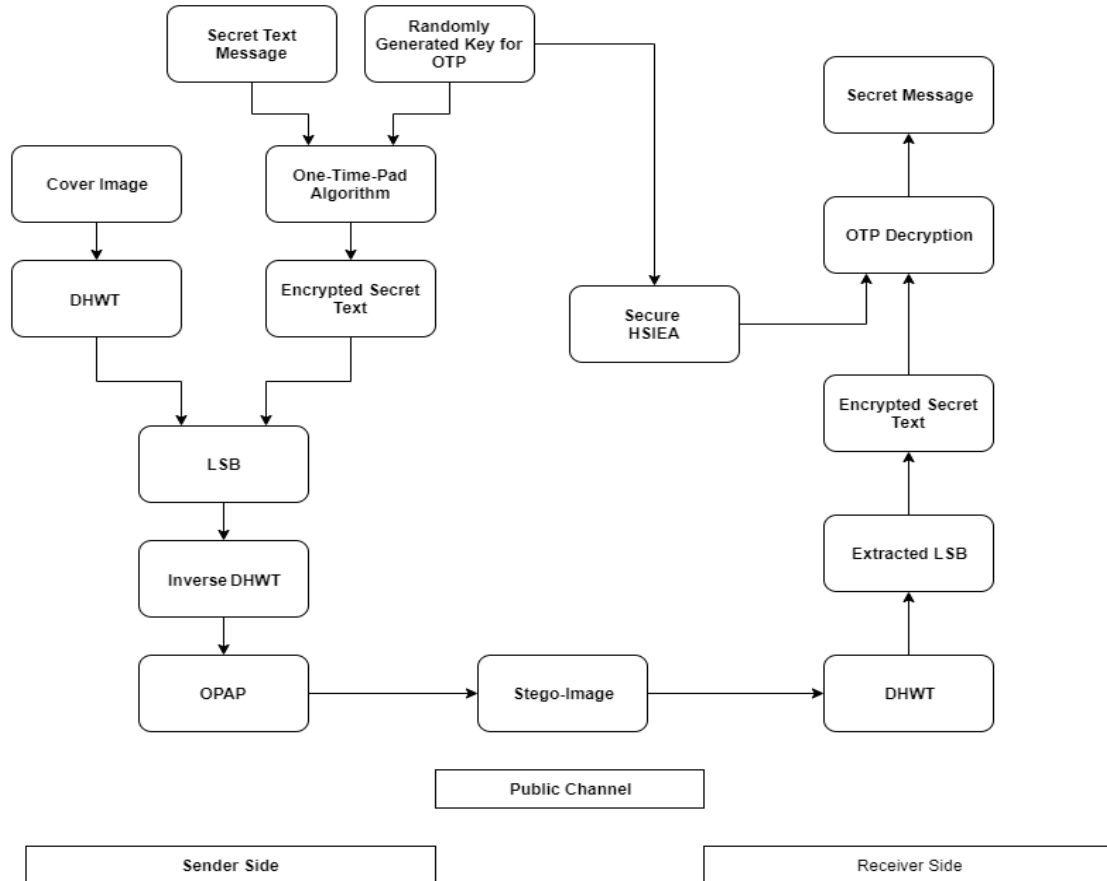 Secret Text
Message
Randomly
Generated Key for
OTP
Secret Message
Cover Image
One-Time-Pad
Algorithm
OTP Decryption
DHWT
Encrypted Secret
Text
Secure
HSIEA
Encrypted Secret
Text
LSB
Extracted LSB
Inverse DHWT
OPAP
Stego-Image
DHWT
Public Channel
Sender Side
Receiver Side